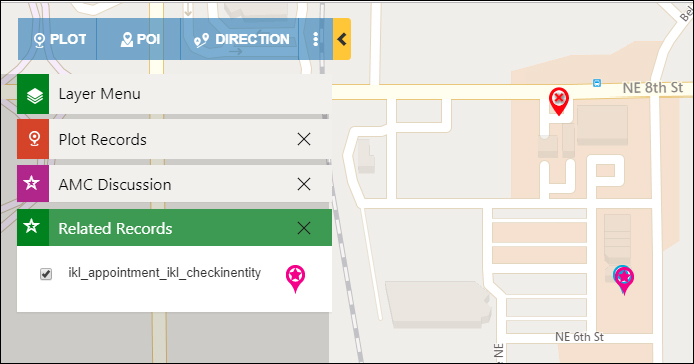 PLOT
POI
DIRECTION
Layer Menu
Plot Records
AMC Discussion
Related Records
ikl_appointment_ikl_checkinentity
NE 8th St
NE 6th St
NE
Bel